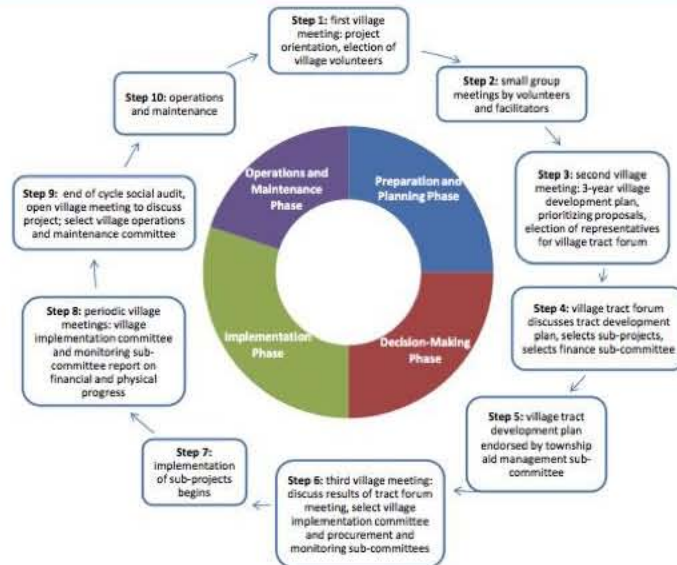 Step 1: first village
meeting: project
orientation, election of
village volunteers
Step 2: small group
meetings by volunteers
and facilitators
Step 3: second village
meeting: 3-year village
development plan,
prioritizing proposals,
election of representatives
for village tract forum
Step 4: village tract forum
discusses tract development
plan, selects sub-projects,
selects finance sub-committee
Step 5: village tract
development plan
endorsed by township
aid management sub-
committee
Step 6: third village meeting:
discuss results of tract forum
meeting, select village
implementation committee
and procurement and
monitoring sub-committees
Step 7:
implementation
of sub-projects
begins
Step 8: periodic village
meetings: village
implementation committee
and monitoring sub-
committee report on
financial and physical
progress
Step 9: end of cycle social audit,
open village meeting to discuss
project; select village operations
and maintenance committee
Step 10: operations
and maintenance
Operations and
Maintenance
Phase
Preparation and
Planning Phase
Implementation
Phase
Decision-Making
Phase